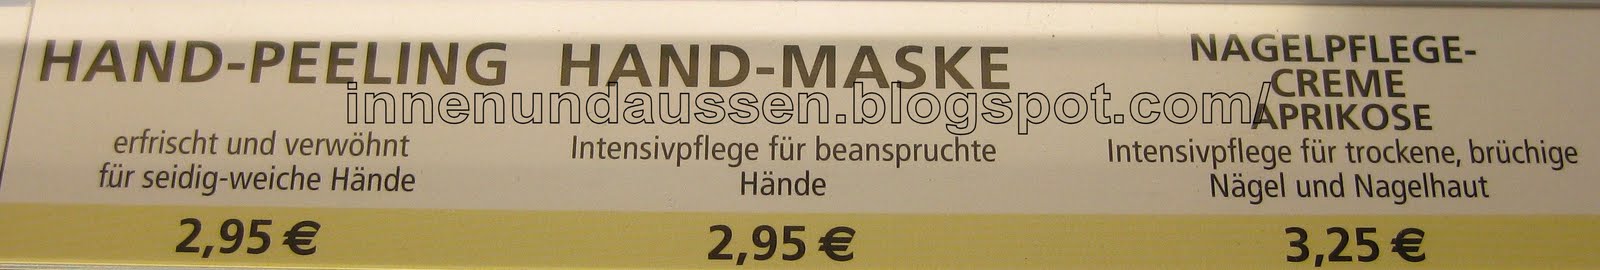 HAND-PEELING
erfrischt und verwöhnt
für seidig-weiche Hände
2,95 €
HAND-MASKE
Intensivpflege für beanspruchte
Hände
2,95 €
NAGELPFLEGE-
CREME
APRIKOSE
Intensivpflege für trockene, brüchige
Nägel und Nagelhaut
3,25 €
innenundaussen.blogspot.com/